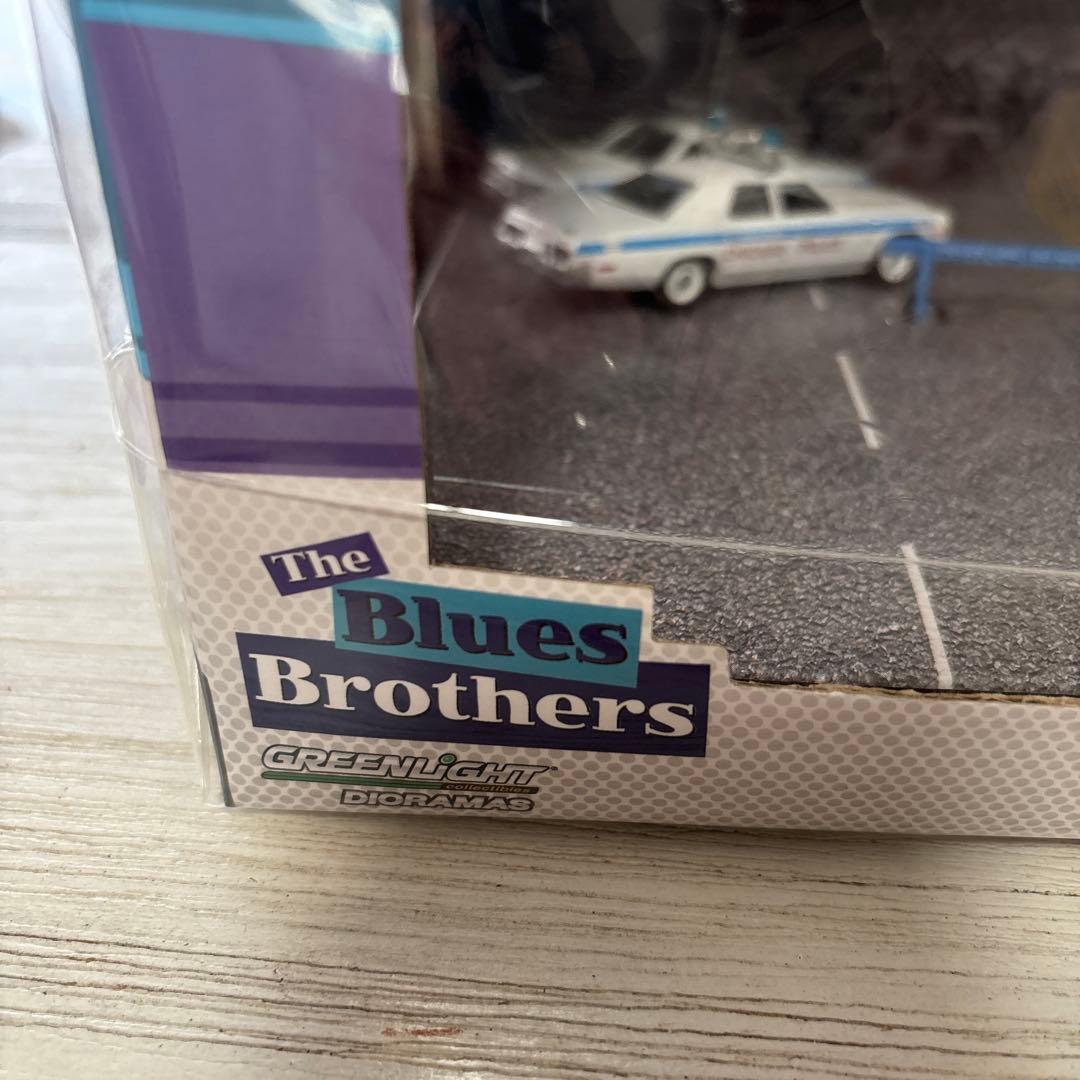 The
Blues
Brothers
GREENLiGHT
collectibles
DIORAMAS